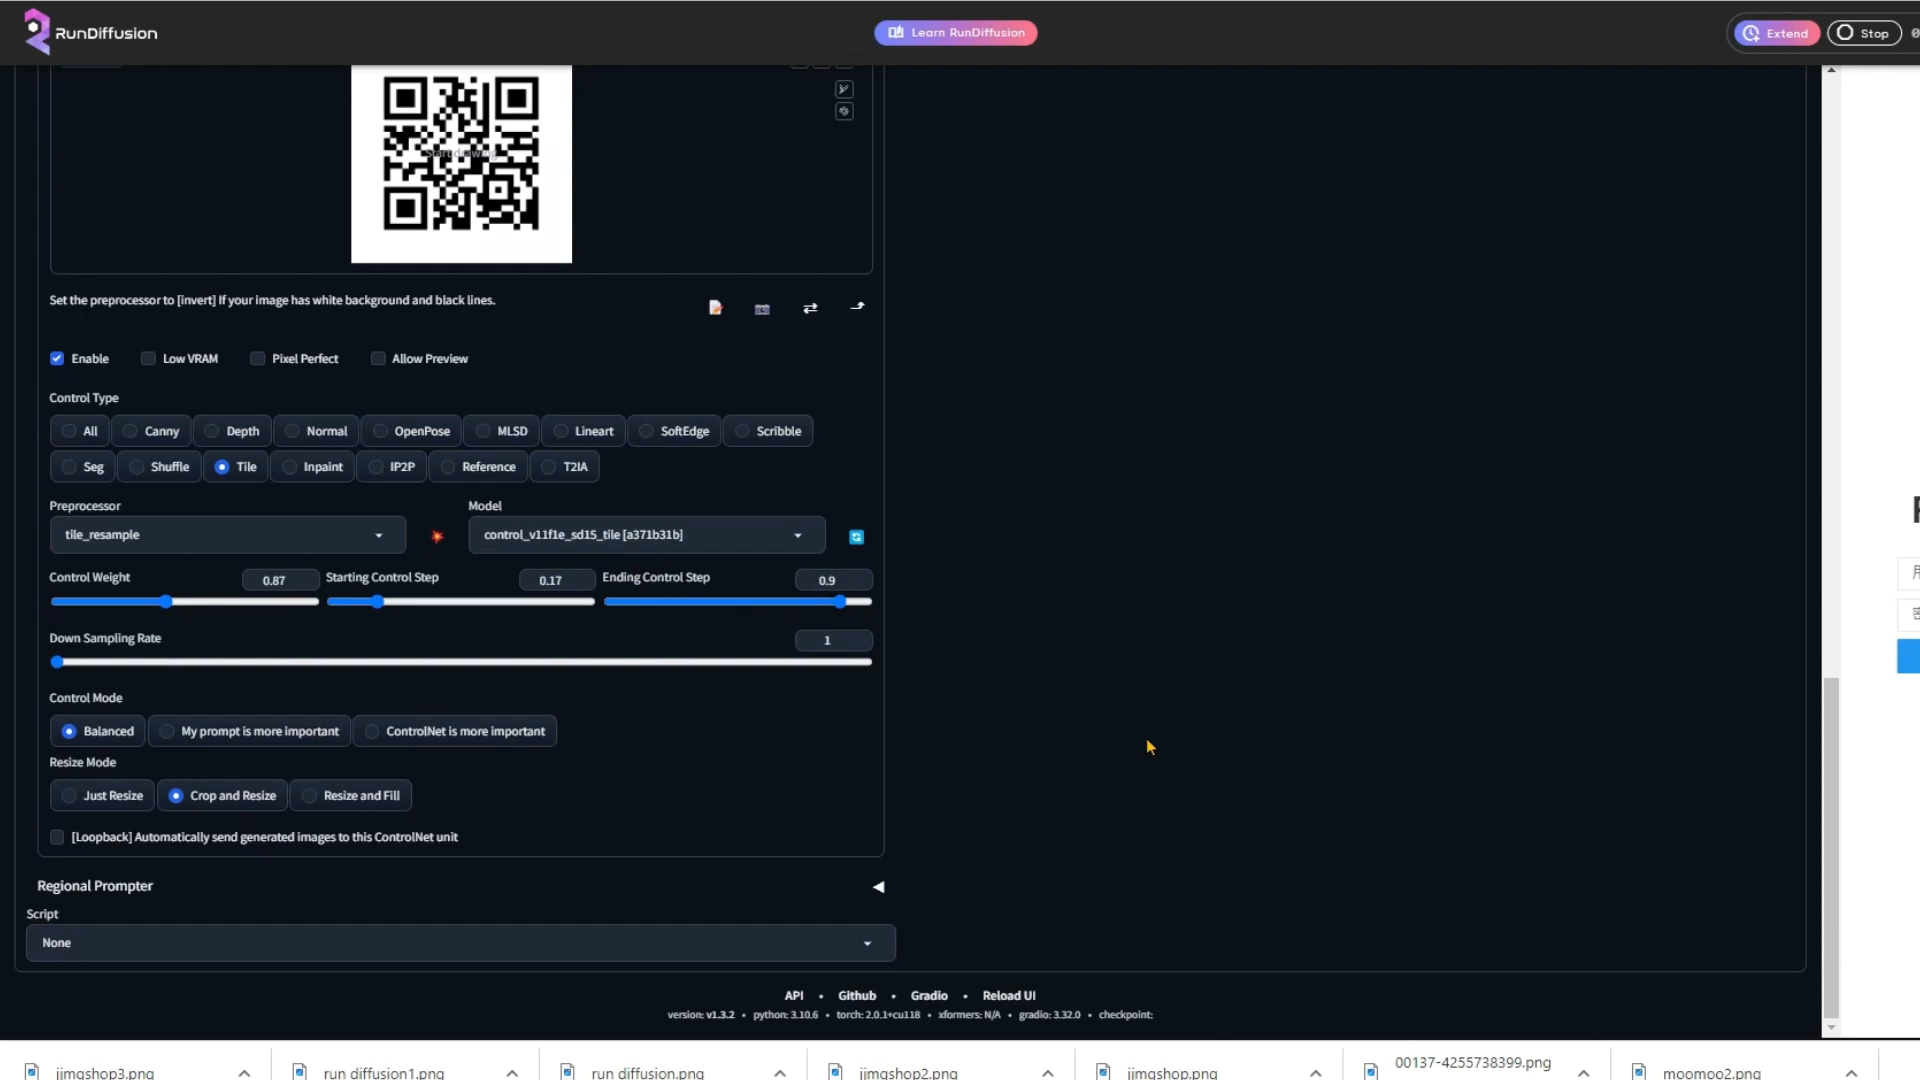 RunDiffusion
Learn RunDiffusion
Extend
Stop
Start drawing
Set the preprocessor to [invert] If your image has white background and black lines.
Enable
Low VRAM
Pixel Perfect
Allow Preview
Control Type
All
Canny
Depth
Normal
OpenPose
MLSD
Lineart
SoftEdge
Scribble
Seg
Shuffle
Tile
Inpaint
IP2P
Reference
T2IA
Preprocessor
Model
tile_resample
control_v11f1e_sd15_tile [a371b31b]
Control Weight
0.87
Starting Control Step
0.17
Ending Control Step
0.9
Down Sampling Rate
1
Control Mode
Balanced
My prompt is more important
ControlNet is more important
Resize Mode
Just Resize
Crop and Resize
Resize and Fill
[Loopback] Automatically send generated images to this ControlNet unit
Regional Prompter
Script
None
API • Github • Gradio • Reload UI
version: v1.3.2 • python: 3.10.6 • torch: 2.0.1+cu118 • xformers: N/A • gradio: 3.32.0 • checkpoint:
jjmgshop3.png
run diffusion1.png
run diffusion.png
jjmgshop2.png
jjmgshop.png
00137-4255738399.png
moomoo2.png